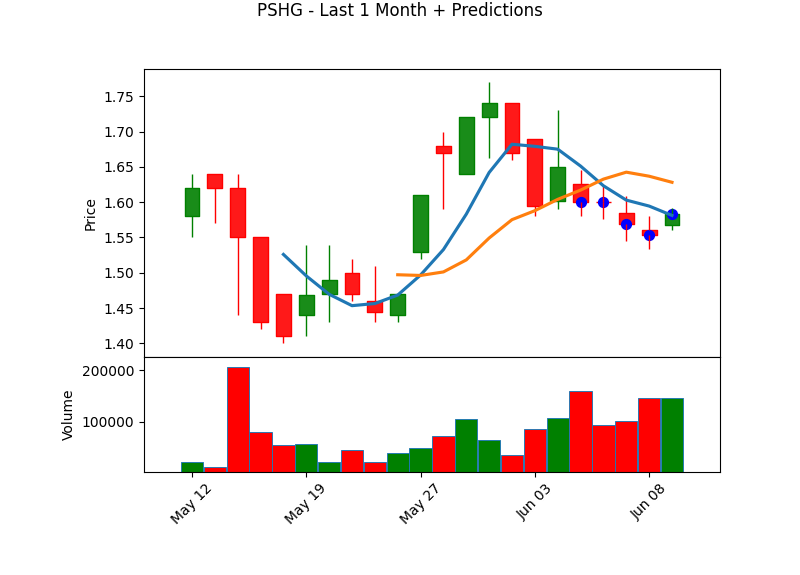 PSHG - Last 1 Month + Predictions
1.75
1.70
1.65
1.60
1.55
1.50
1.45
1.40
Price
200000
100000
Volume
May 12
May 19
May 27
Jun 03
Jun 08